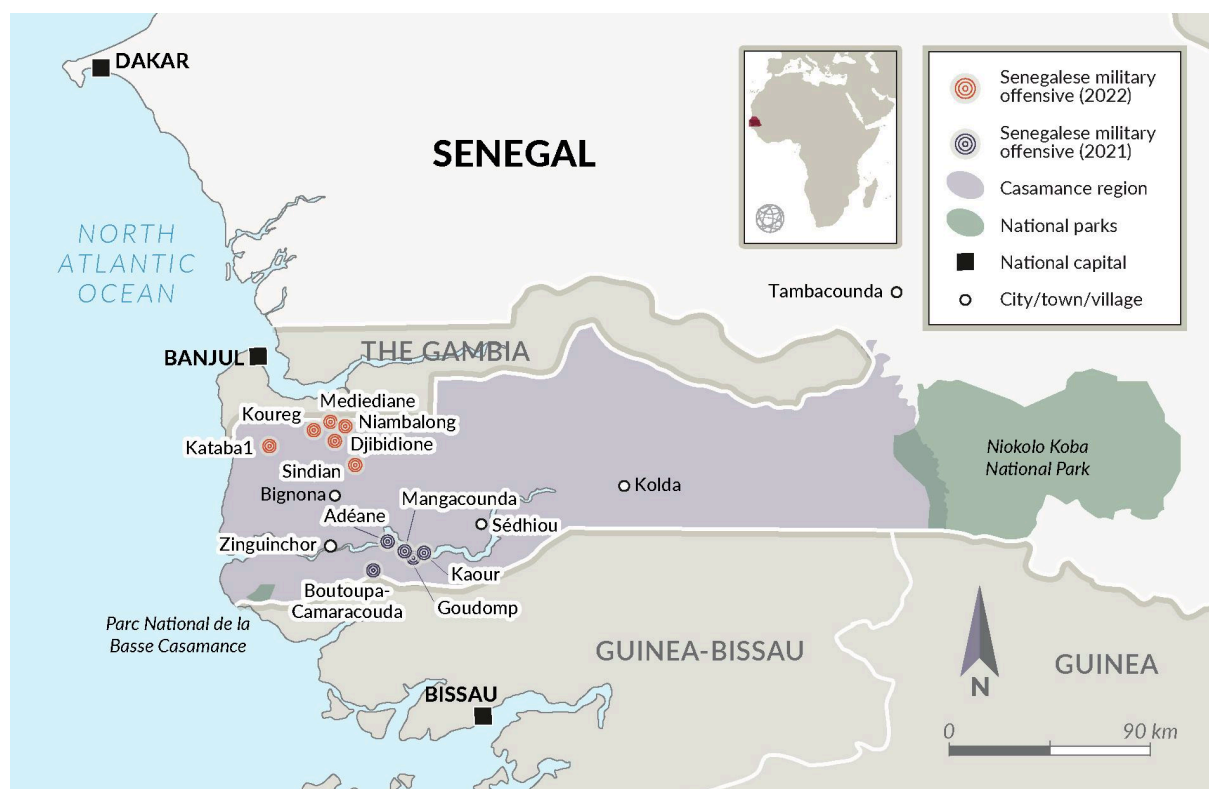 DAKAR
SENEGAL
NORTH
ATLANTIC
OCEAN
Tambacounda
BANJUL
THE GAMBIA
Mediediane
Koureg
Niambalong
Kataba1
Djibidione
Sindian
Bignona
Mangacounda
Kolda
Adéane
Sédhiou
Zinguinchor
Kaour
Boutoupa-
Camaracouda
Goudomp
Parc National de la
Basse Casamance
Niokolo Koba
National Park
GUINEA-BISSAU
GUINEA
BISSAU
N
0
90 km
Senegalese military
offensive (2022)
Senegalese military
offensive (2021)
Casamance region
National parks
National capital
City/town/village